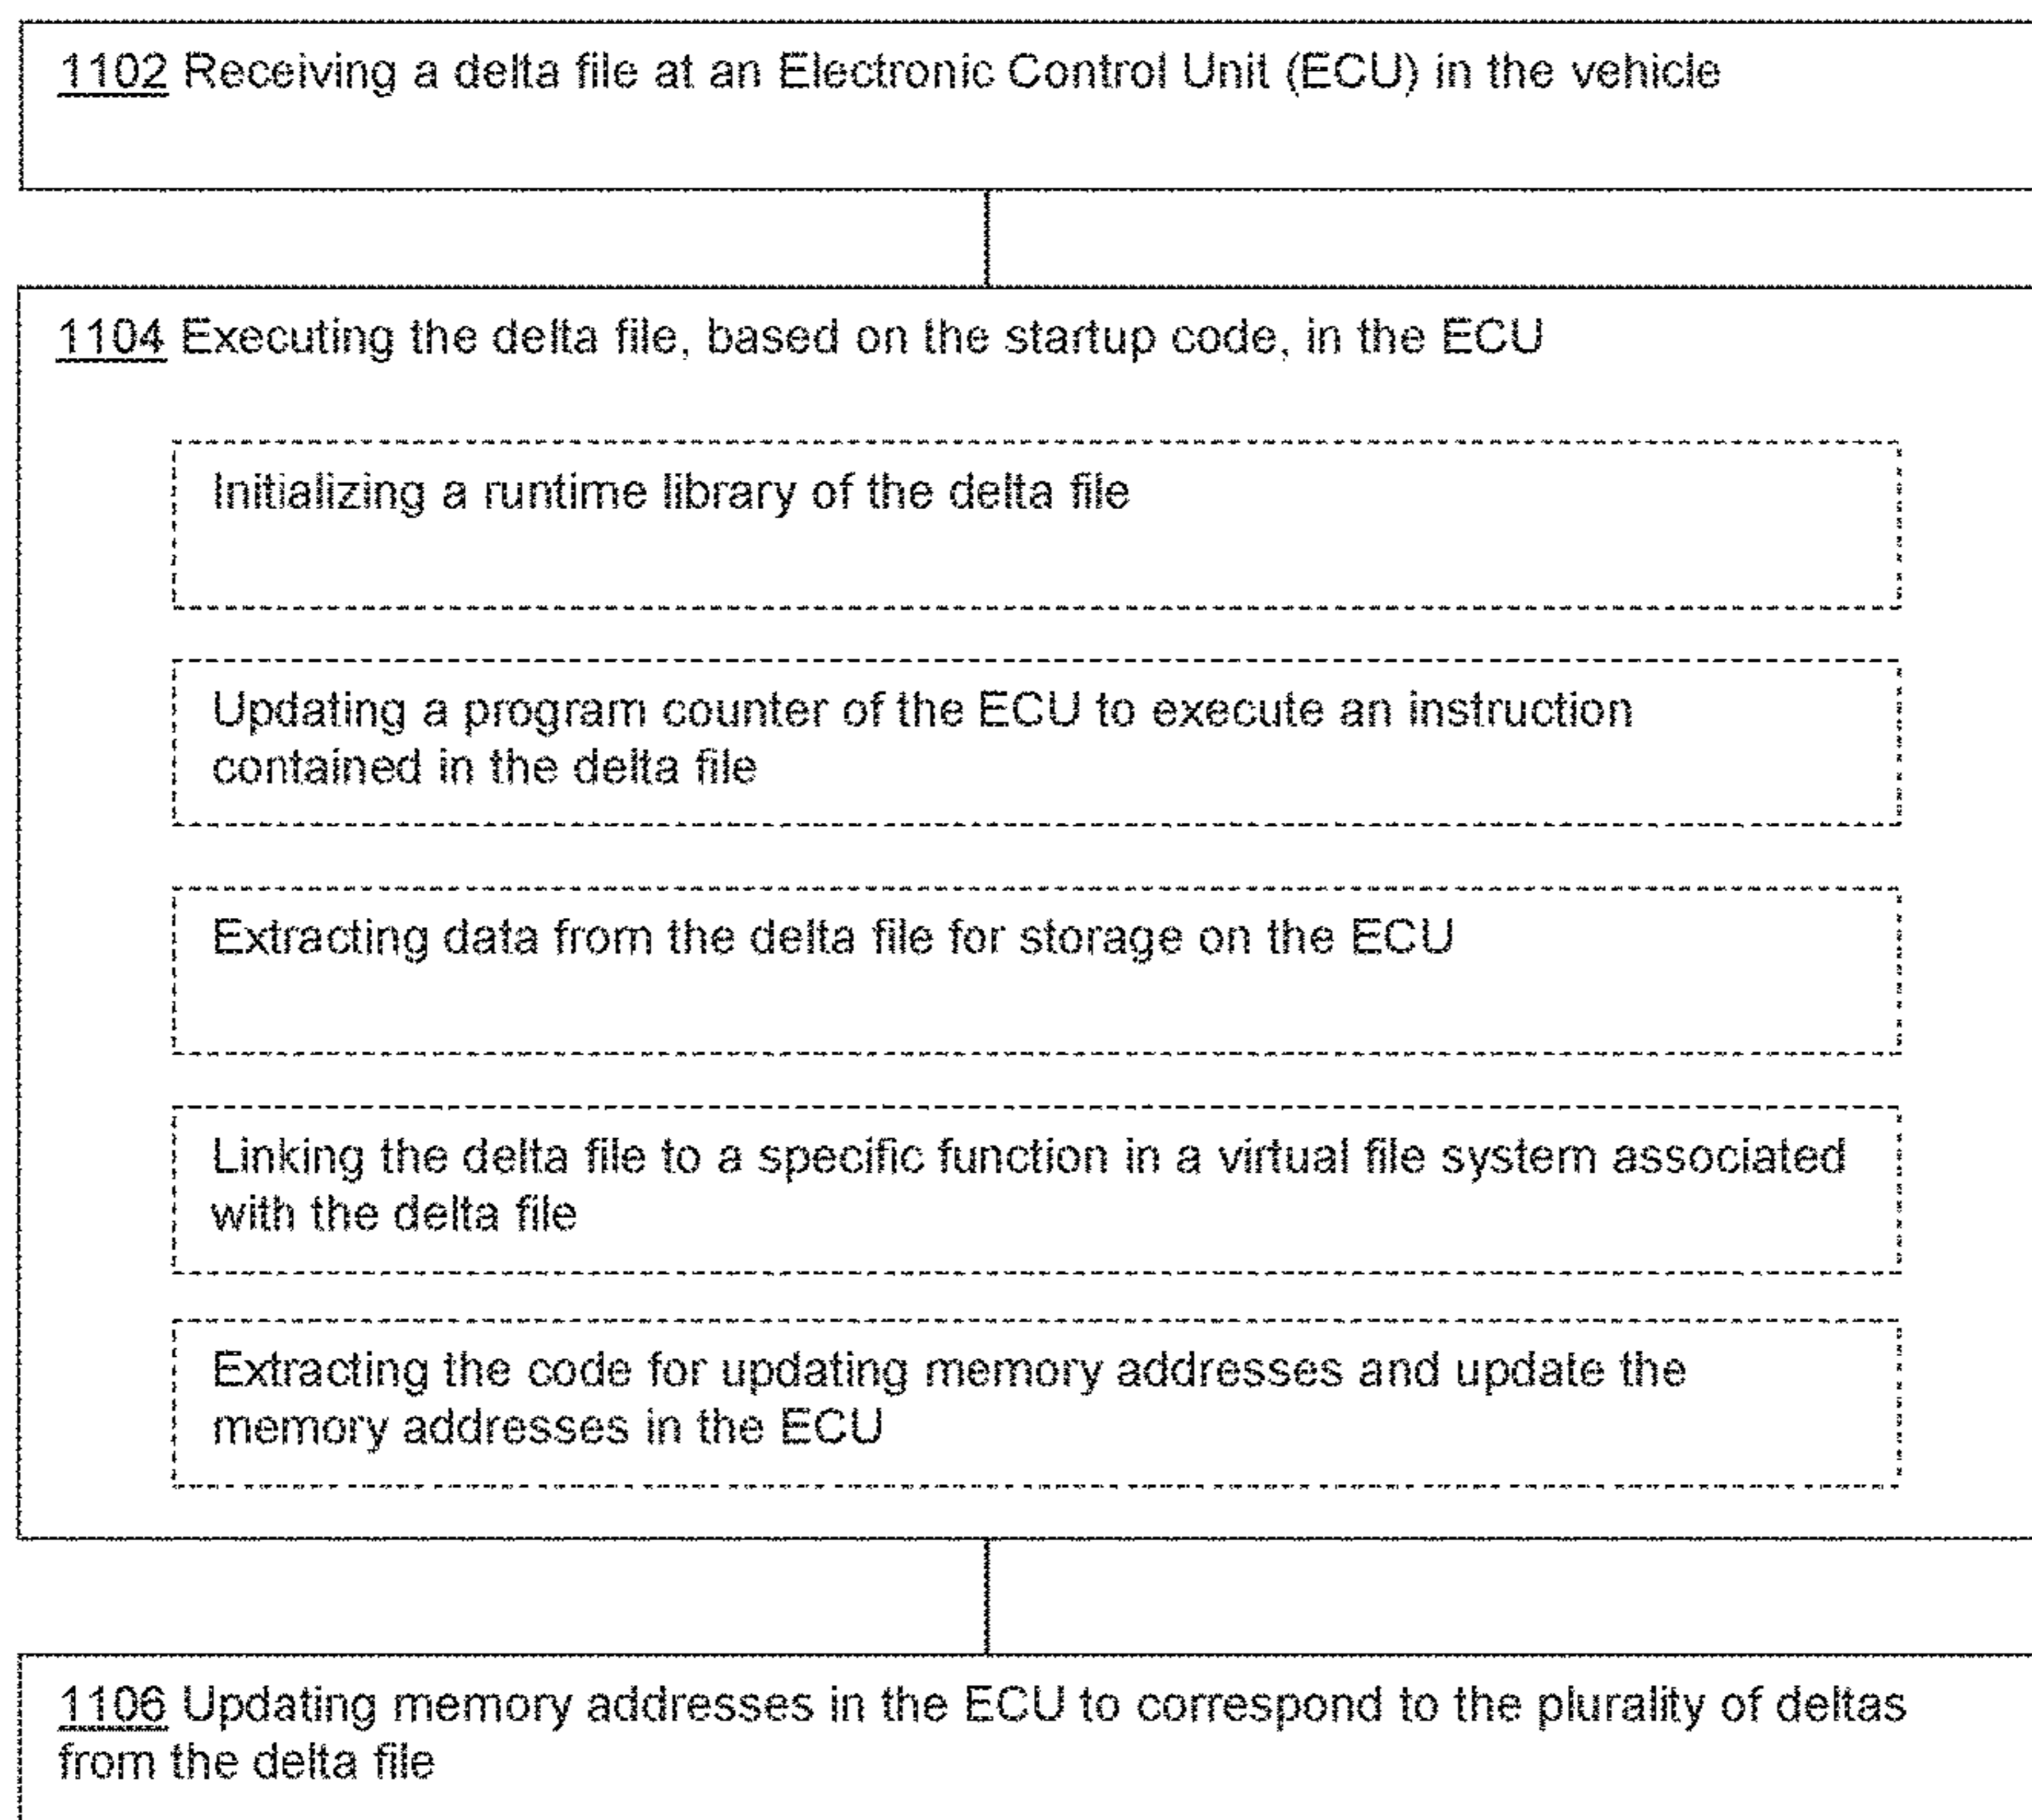 1102 Receiving a delta file at an Electronic Control Unit (ECU) in the vehicle
1104 Executing the delta file, based on the startup code, in the ECU
Initializing a runtime library of the delta file
Updating a program counter of the ECU to execute an instruction
contained in the delta file
Extracting data from the delta file for storage on the ECU
Linking the delta file to a specific function in a virtual file system associated
with the delta file
Extracting the code for updating memory addresses and update the
memory addresses in the ECU
1106 Updating memory addresses in the ECU to correspond to the plurality of deltas
from the delta file